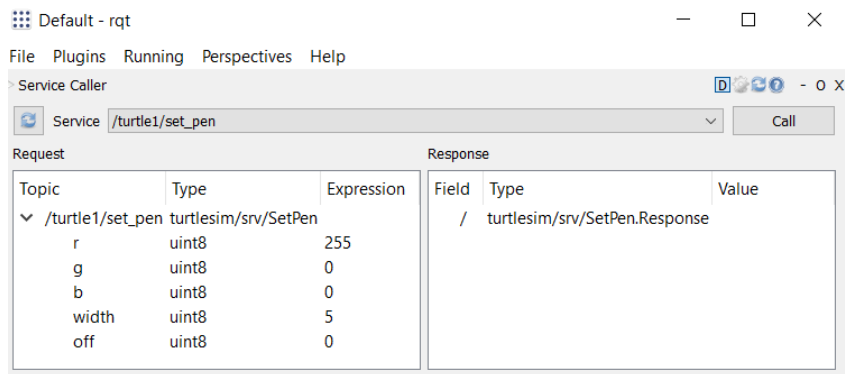 Default - rqt
File Plugins Running Perspectives Help
Service Caller D - O X
Service /turtle1/set_pen Call
Request Response
Topic Type Expression Field Type Value
/turtle1/set_pen turtlesim/srv/SetPen / turtlesim/srv/SetPen.Response
r uint8 255
g uint8 0
b uint8 0
width uint8 5
off uint8 0